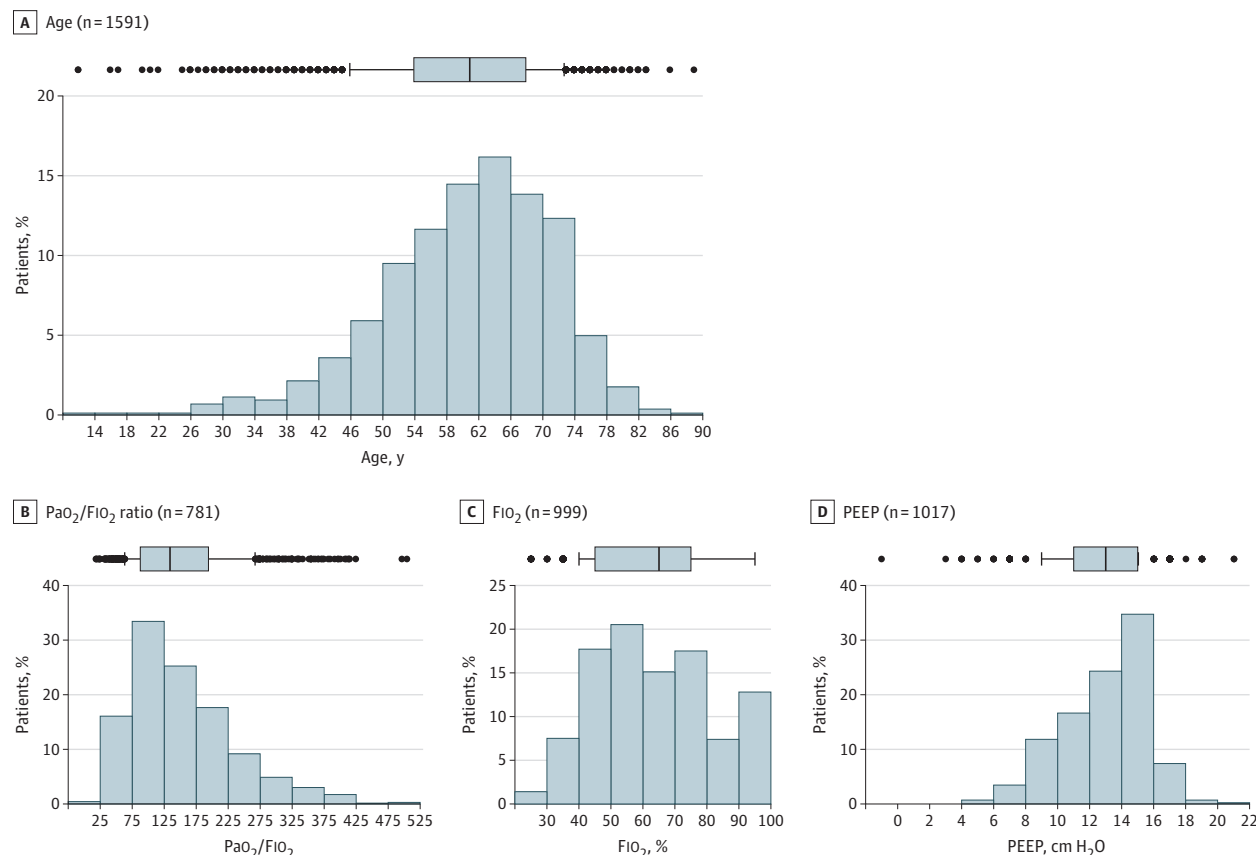 A Age (n=1591)
20
15
10
5
0
Patients, %
14 18 22 26 30 34 38 42 46 50 54 58 62 66 70 74 78 82 86 90
Age, y
B PaO2/FIO2 ratio (n=781)
40
30
20
10
0
Patients, %
25 75 125 175 225 275 325 375 425 475 525
PaO2/FIO2
C FIO2 (n=999)
25
20
15
10
5
0
Patients, %
30 40 50 60 70 80 90 100
FIO2, %
D PEEP (n=1017)
40
30
20
10
0
Patients, %
0 2 4 6 8 10 12 14 16 18 20 22
PEEP, cm H2O